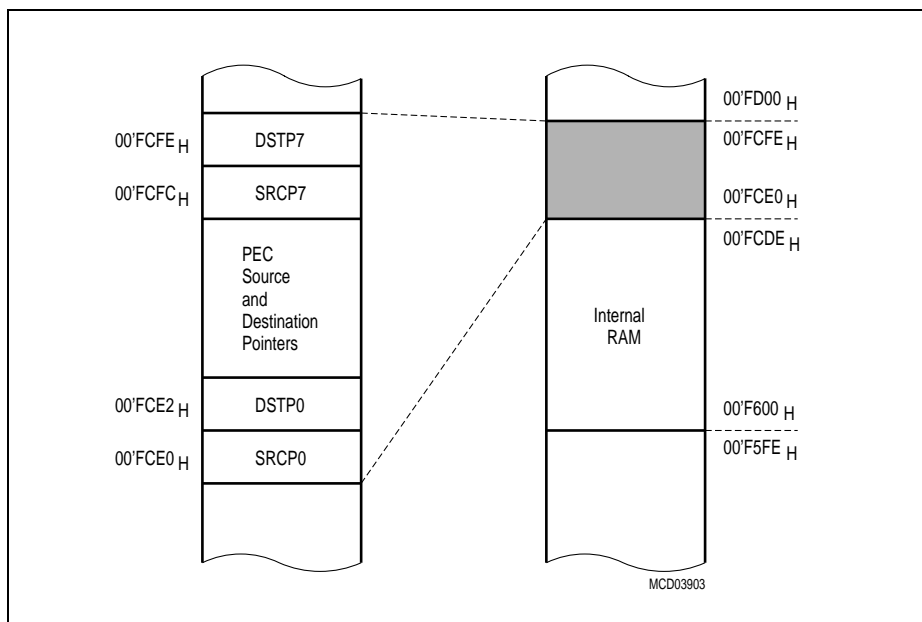 00'FCFE H
DSTP7
00'FCFC H
SRCP7
PEC
Source
and
Destination
Pointers
00'FCE2 H
DSTP0
00'FCE0 H
SRCP0
00'FD00 H
00'FCFE H
00'FCE0 H
00'FCDE H
Internal
RAM
00'F600 H
00'F5FE H
MCD03903